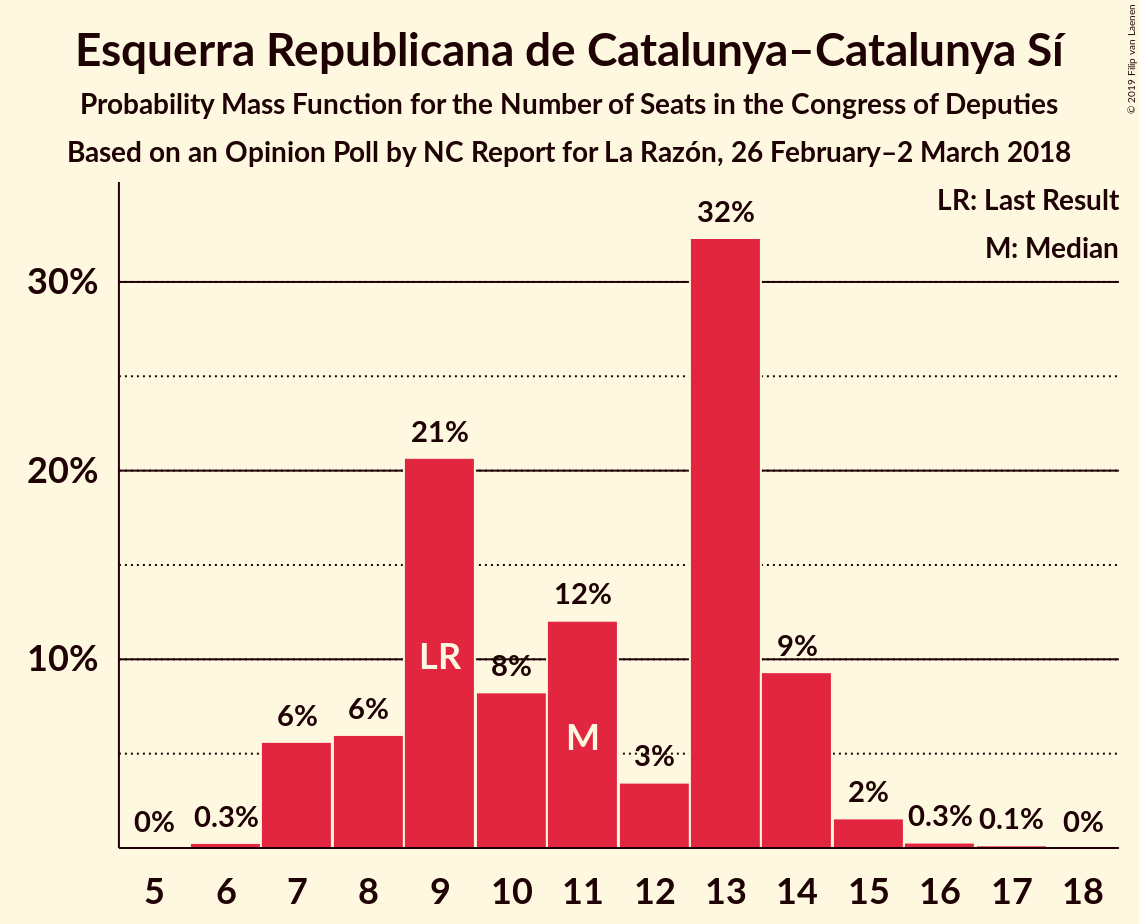 Esquerra Republicana de Catalunya–Catalunya Sí
Probability Mass Function for the Number of Seats in the Congress of Deputies
Based on an Opinion Poll by NC Report for La Razón, 26 February–2 March 2018
© 2019 Filip van Laenen
LR: Last Result
M: Median
30%
20%
10%
0%
0.3%
6%
6%
21%
8%
12%
3%
32%
9%
2%
0.3%
0.1%
0%
LR
M
5 6 7 8 9 10 11 12 13 14 15 16 17 18